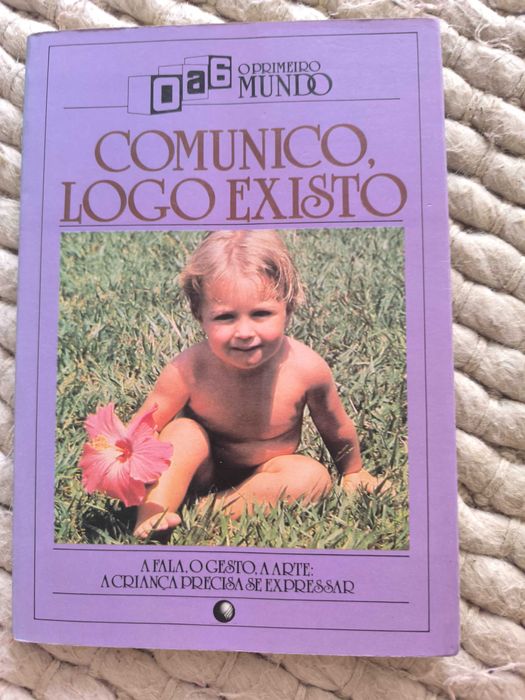 0a6 O PRIMEIRO
MUNDO
COMUNICO,
LOGO EXISTO
A FALA, O GESTO, A ARTE:
A CRIANÇA PRECISA SE EXPRESSAR